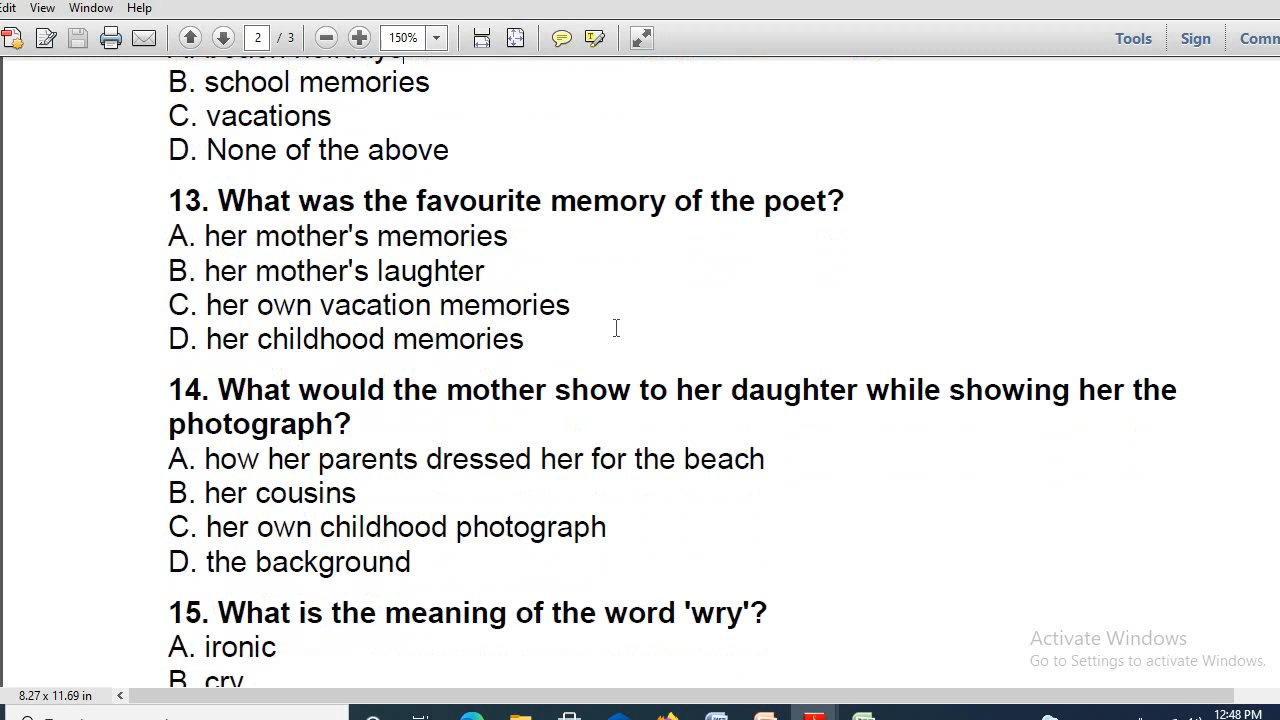 Edit View Window Help
2 / 3 150% Tools Sign Comm
B. school memories
C. vacations
D. None of the above
13. What was the favourite memory of the poet?
A. her mother's memories
B. her mother's laughter
C. her own vacation memories
D. her childhood memories
14. What would the mother show to her daughter while showing her the
photograph?
A. how her parents dressed her for the beach
B. her cousins
C. her own childhood photograph
D. the background
15. What is the meaning of the word 'wry'?
A. ironic
B. cry
Activate Windows
Go to Settings to activate Windows.
8.27 x 11.69 in
12:48 PM